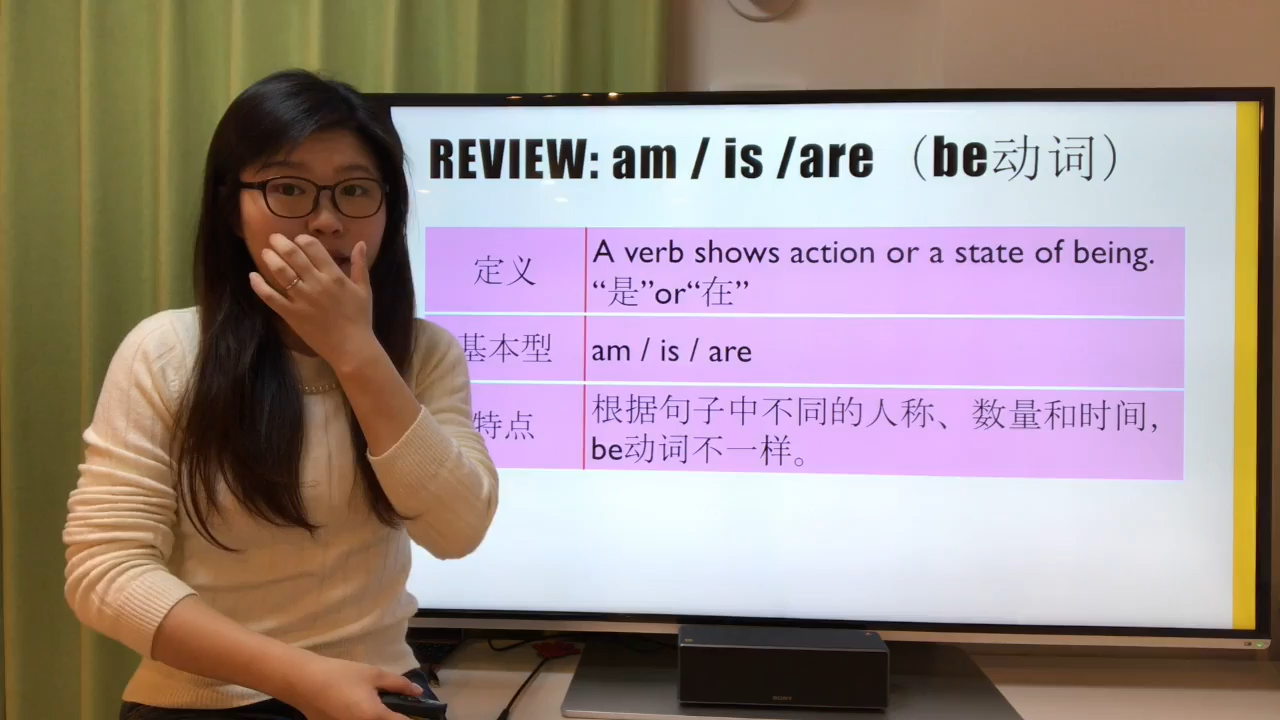 REVIEW: am / is /are （be动词）
定义
A verb shows action or a state of being.
“是”or“在”
基本型
am / is / are
特点
根据句子中不同的人称、数量和时间,
be动词不一样。
SONY